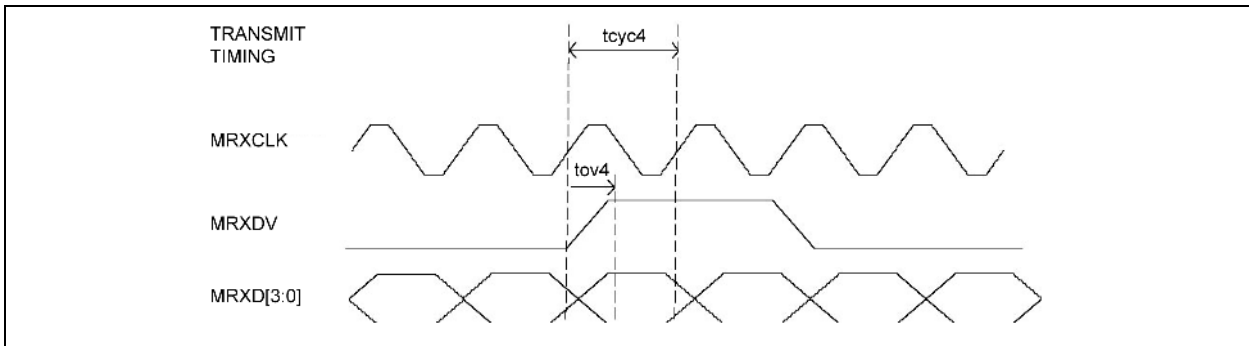 TRANSMIT
TIMING
tcyc4
MRXCLK
tov4
MRXDV
MRXD[3:0]